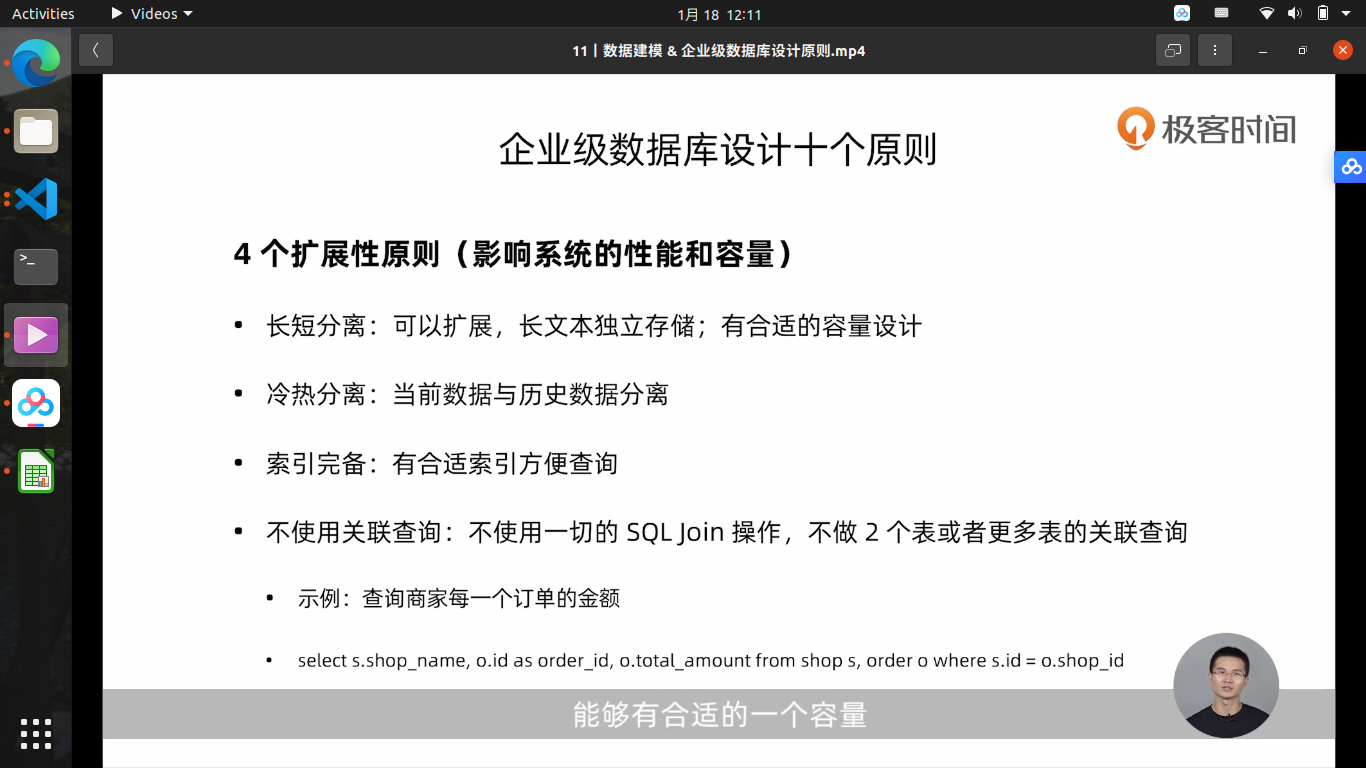 Activities Videos 1月 18 12:11
11丨数据建模 & 企业级数据库设计原则.mp4
极客时间
企业级数据库设计十个原则
4 个扩展性原则（影响系统的性能和容量）
• 长短分离：可以扩展，长文本独立存储；有合适的容量设计
• 冷热分离：当前数据与历史数据分离
• 索引完备：有合适索引方便查询
• 不使用关联查询：不使用一切的 SQL Join 操作，不做 2 个表或者更多表的关联查询
• 示例：查询商家每一个订单的金额
• select s.shop_name, o.id as order_id, o.total_amount from shop s, order o where s.id = o.shop_id
能够有合适的一个容量